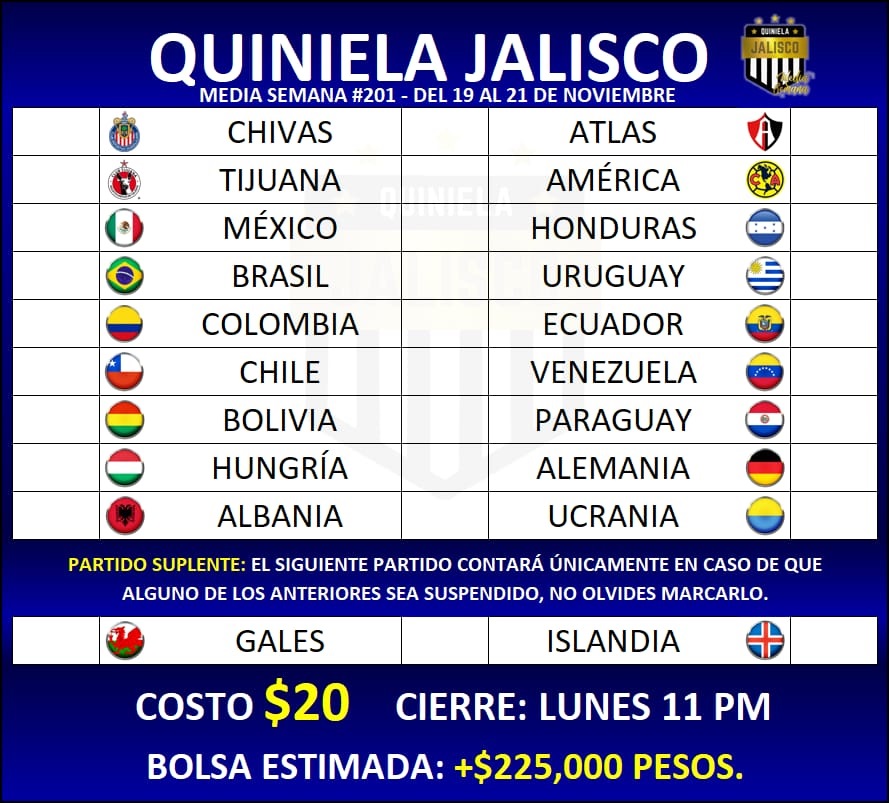 QUINIELA JALISCO
QUINIELA
JALISCO
Media
Semana
MEDIA SEMANA #201 - DEL 19 AL 21 DE NOVIEMBRE
CHIVAS ATLAS
TIJUANA AMÉRICA
MÉXICO HONDURAS
BRASIL URUGUAY
COLOMBIA ECUADOR
CHILE VENEZUELA
BOLIVIA PARAGUAY
HUNGRÍA ALEMANIA
ALBANIA UCRANIA
QUINIELA
JALISCO
PARTIDO SUPLENTE: EL SIGUIENTE PARTIDO CONTARÁ ÚNICAMENTE EN CASO DE QUE
ALGUNO DE LOS ANTERIORES SEA SUSPENDIDO, NO OLVIDES MARCARLO.
GALES ISLANDIA
COSTO $20 CIERRE: LUNES 11 PM
BOLSA ESTIMADA: +$225,000 PESOS.